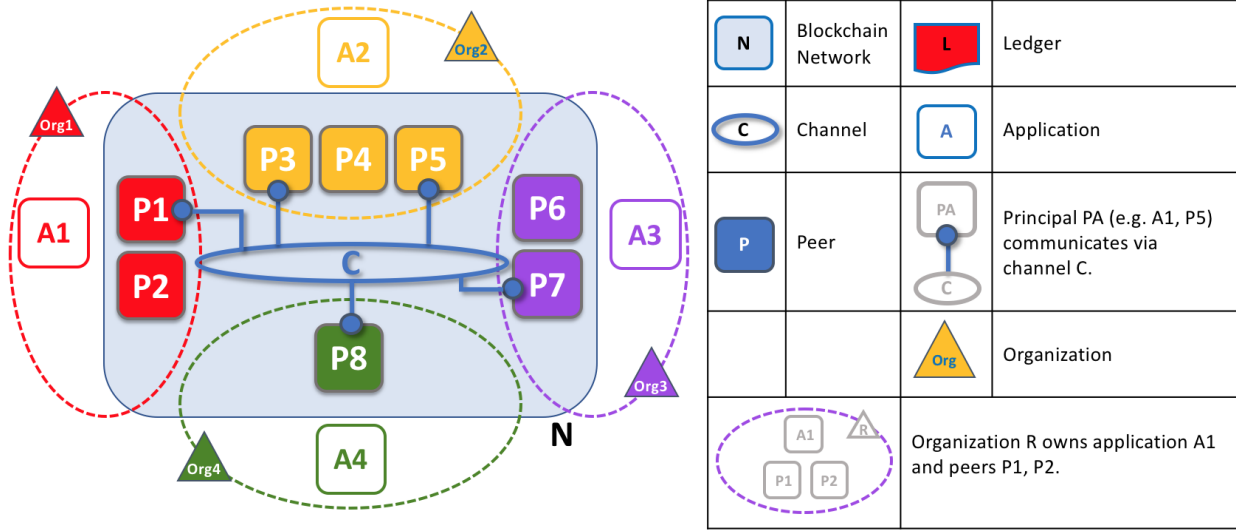 A2
Org2
Org1
P3
P4
P5
P1
P6
A1
A3
C
P2
P7
P8
Org3
N
A4
Org4
N
Blockchain
Network
L
Ledger
C
Channel
A
Application
P
Peer
PA
C
Principal PA (e.g. A1, P5)
communicates via
channel C.
Org
Organization
A1
R
P1
P2
Organization R owns application A1
and peers P1, P2.